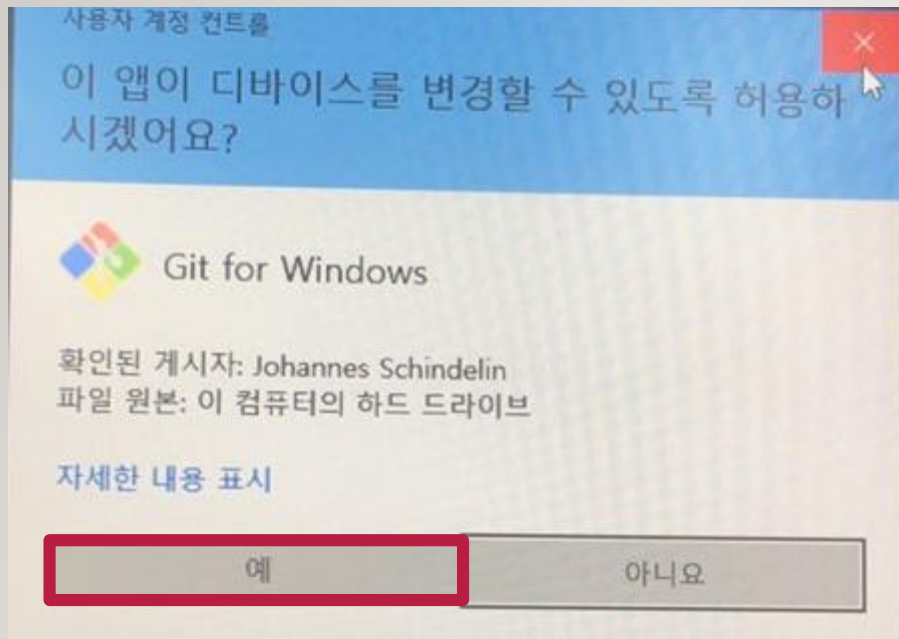 사용자 계정 컨트롤
이 앱이 디바이스를 변경할 수 있도록 허용하
시겠어요?
Git for Windows
확인된 게시자: Johannes Schindelin
파일 원본: 이 컴퓨터의 하드 드라이브
자세한 내용 표시
예
아니요